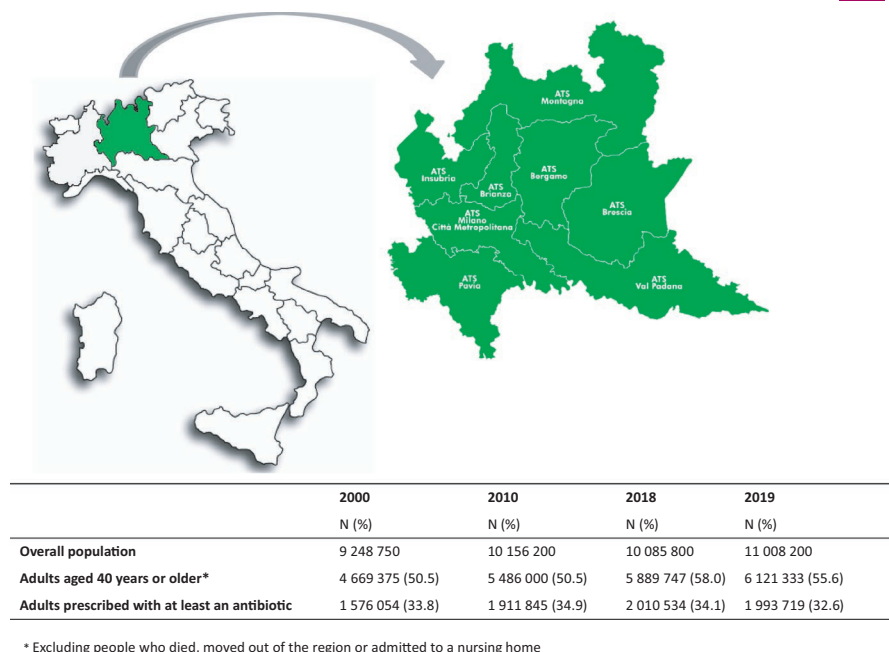 ATS
Montagna
ATS
Insubria
ATS
Brianza
ATS
Bergamo
ATS
Brescia
ATS
Milano
Città Metropolitana
ATS
Pavia
ATS
Val Padana
2000 2010 2018 2019
N (%) N (%) N (%) N (%)
Overall population 9 248 750 10 156 200 10 085 800 11 008 200
Adults aged 40 years or older* 4 669 375 (50.5) 5 486 000 (50.5) 5 889 747 (58.0) 6 121 333 (55.6)
Adults prescribed with at least an antibiotic 1 576 054 (33.8) 1 911 845 (34.9) 2 010 534 (34.1) 1 993 719 (32.6)
* Excluding people who died, moved out of the region or admitted to a nursing home